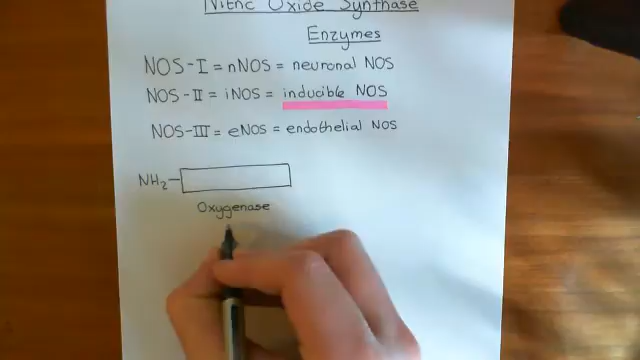 Nitric Oxide Synthase
Enzymes
NOS-I = nNOS = neuronal NOS
NOS-II = iNOS = inducible NOS
NOS-III = eNOS = endothelial NOS
NH2
Oxygenase